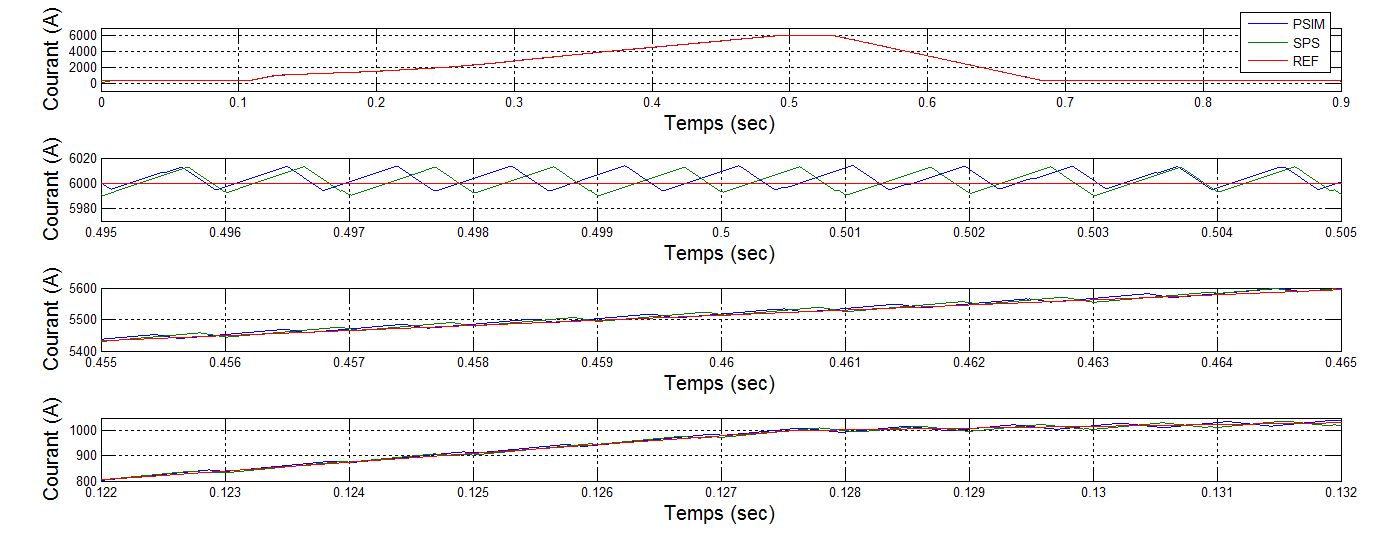 PSIM
SPS
REF
Courant (A)
6000
4000
2000
0
0 0.1 0.2 0.3 0.4 0.5 0.6 0.7 0.8 0.9
Temps (sec)
Courant (A)
6020
6000
5980
0.495 0.496 0.497 0.498 0.499 0.5 0.501 0.502 0.503 0.504 0.505
Temps (sec)
Courant (A)
5600
5500
5400
0.455 0.456 0.457 0.458 0.459 0.46 0.461 0.462 0.463 0.464 0.465
Temps (sec)
Courant (A)
1000
900
800
0.122 0.123 0.124 0.125 0.126 0.127 0.128 0.129 0.13 0.131 0.132
Temps (sec)